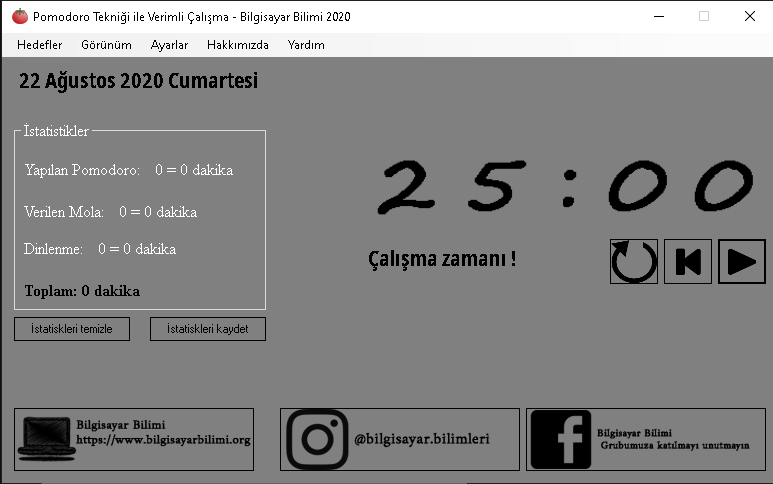 Pomodoro Tekniği ile Verimli Çalışma - Bilgisayar Bilimi 2020
Hedefler Görünüm Ayarlar Hakkımızda Yardım
22 Ağustos 2020 Cumartesi
İstatistikler
Yapılan Pomodoro: 0 = 0 dakika
Verilen Mola: 0 = 0 dakika
Dinlenme: 0 = 0 dakika
Toplam: 0 dakika
İstatiskleri temizle
İstatiskleri kaydet
25:00
Çalışma zamanı !
Bilgisayar Bilimi
https://www.bilgisayarbilimi.org
@bilgisayar.bilimleri
Bilgisayar Bilimi
Grubumuza katılmayı unutmayın